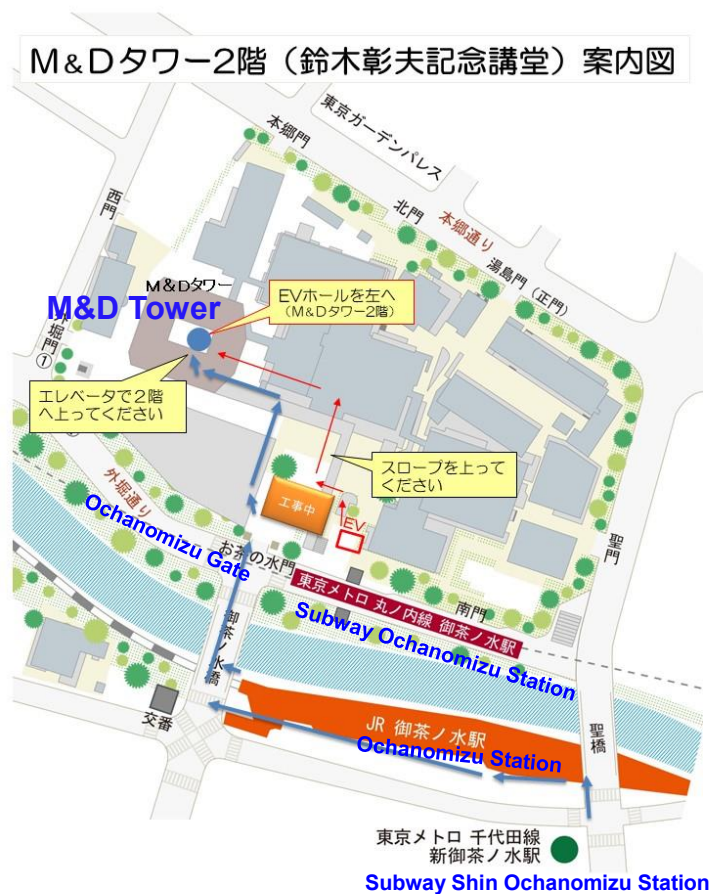 M&Dタワー2階（鈴木彰夫記念講堂）案内図
東京ガーデンパレス
本郷門
北門
本郷通り
湯島門（正門）
西門
M&Dタワー
M&D Tower
EVホールを左へ
（M&Dタワー2階）
外堀門
①
エレベータで2階
へ上ってください
スロープを上って
ください
工事中
EV
外堀通り
Ochanomizu Gate
お茶の水門
聖門
東京メトロ 丸ノ内線 御茶ノ水駅
南門
Subway Ochanomizu Station
御茶ノ水橋
交番
JR 御茶ノ水駅
Ochanomizu Station
聖橋
東京メトロ 千代田線
新御茶ノ水駅
Subway Shin Ochanomizu Station